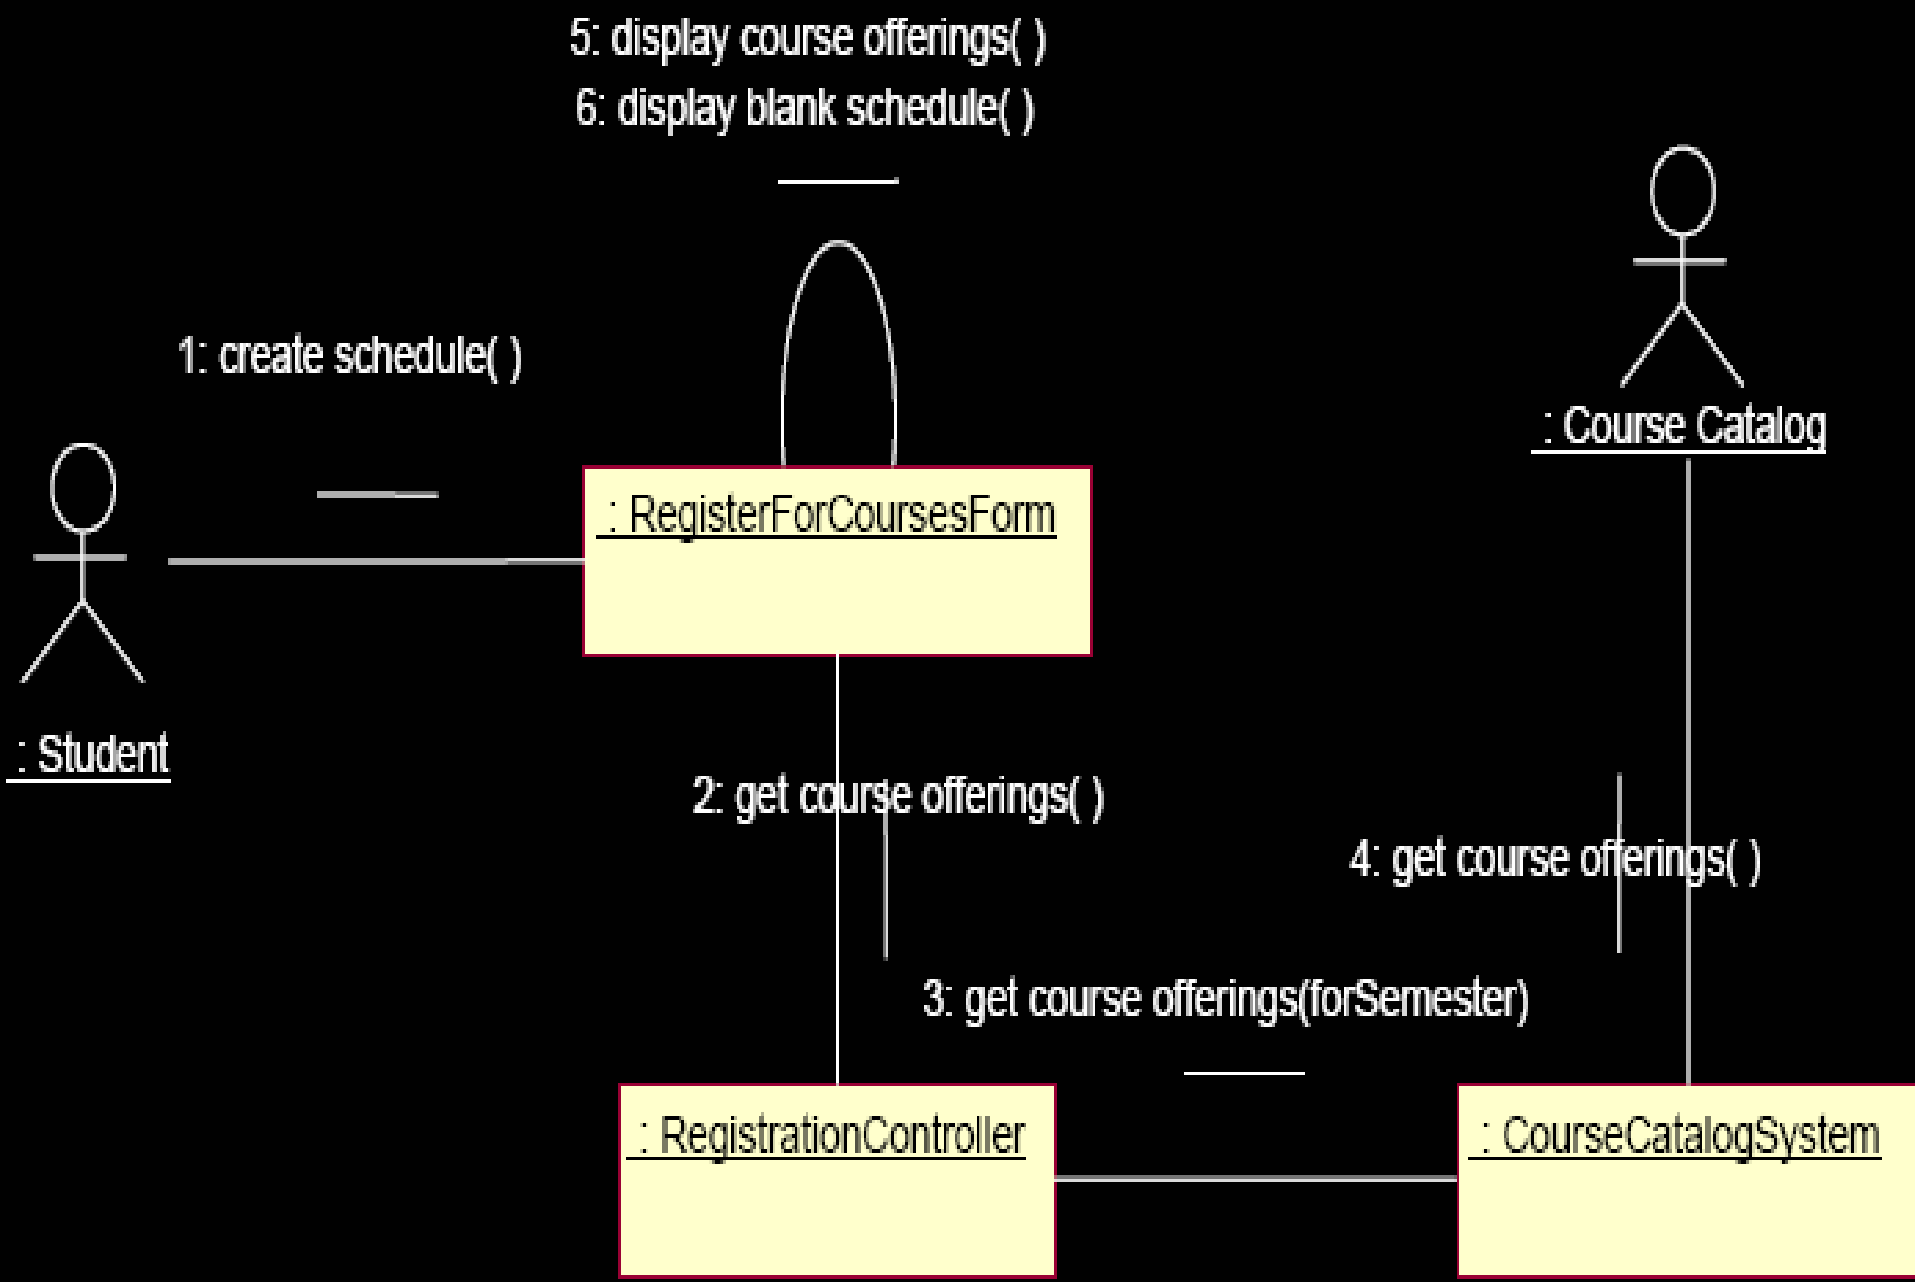 5: display course offerings( )
6: display blank schedule( )
1: create schedule( )
: Course Catalog
: RegisterForCoursesForm
: Student
2: get course offerings( )
4: get course offerings( )
3: get course offerings(forSemester)
: RegistrationController
: CourseCatalogSystem